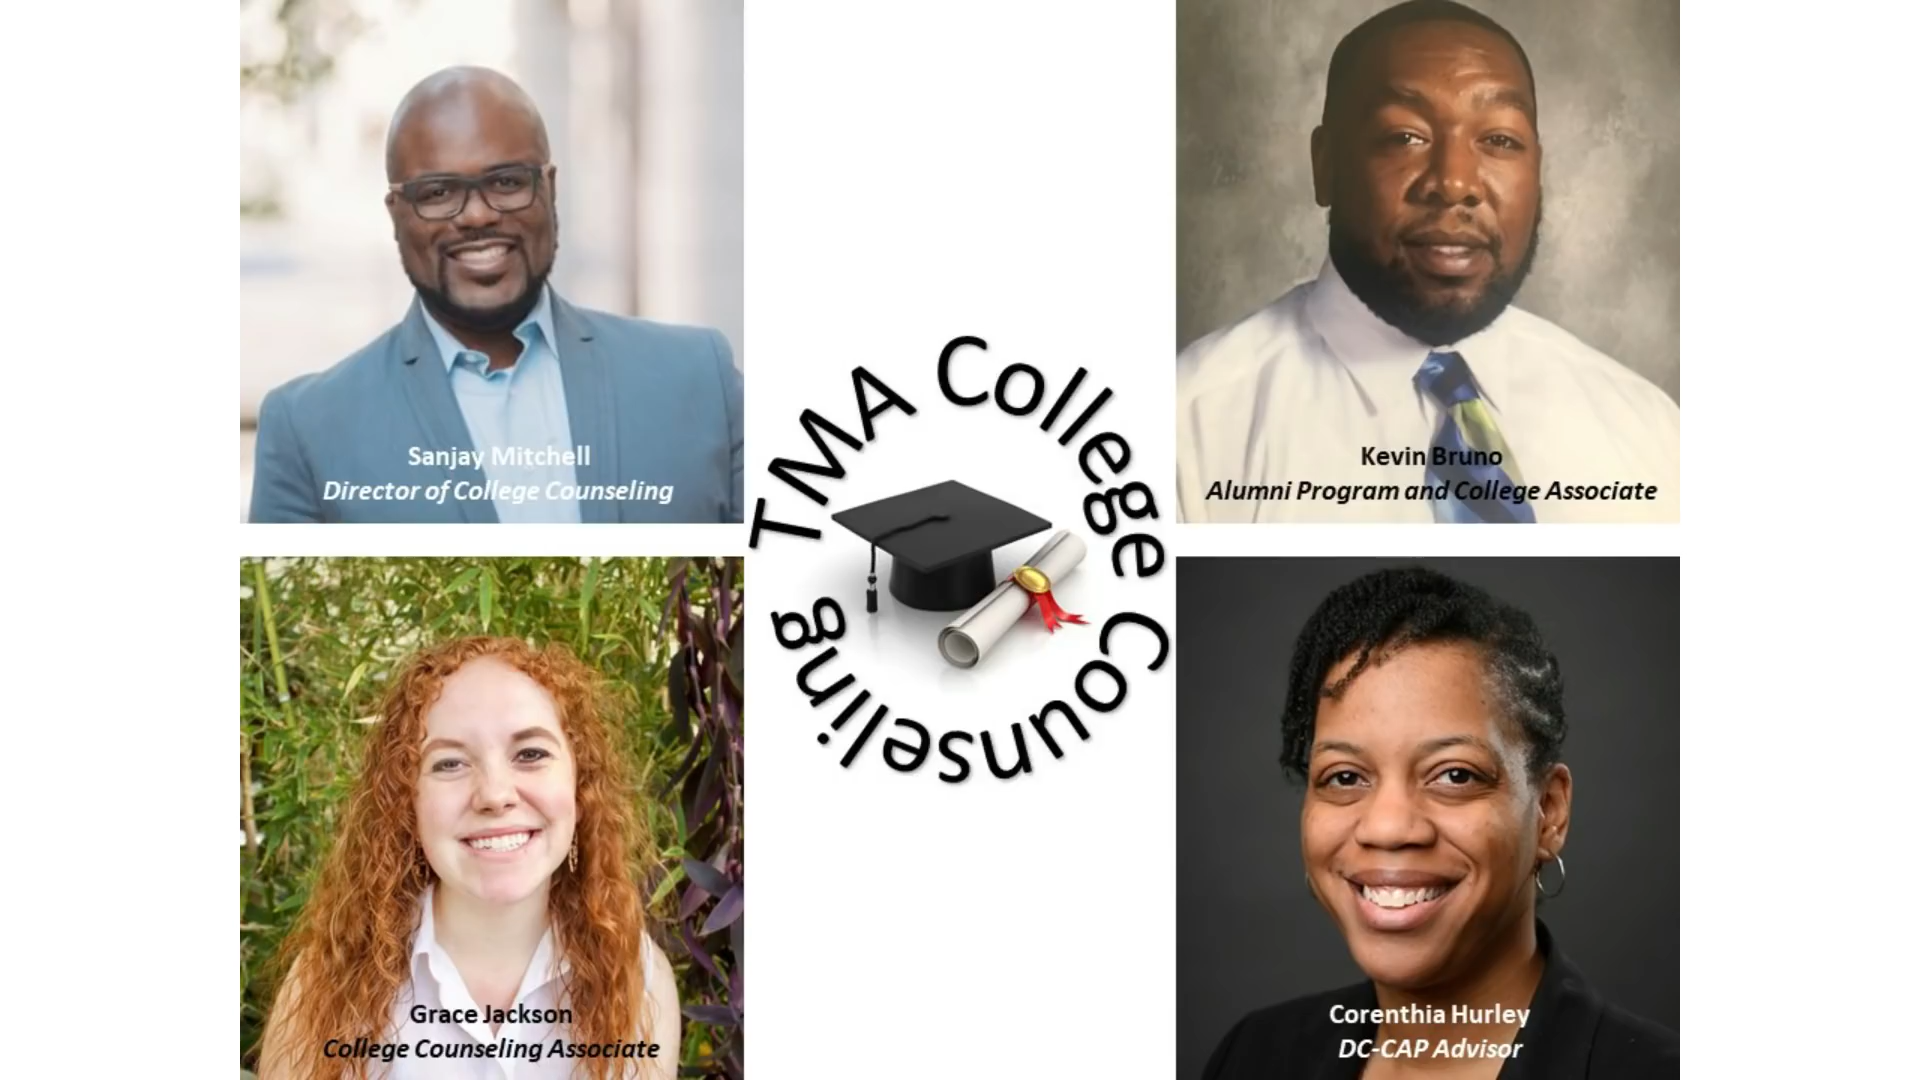 Sanjay Mitchell
Director of College Counseling
Kevin Bruno
Alumni Program and College Associate
TMA College Counseling
Grace Jackson
College Counseling Associate
Corenthia Hurley
DC-CAP Advisor